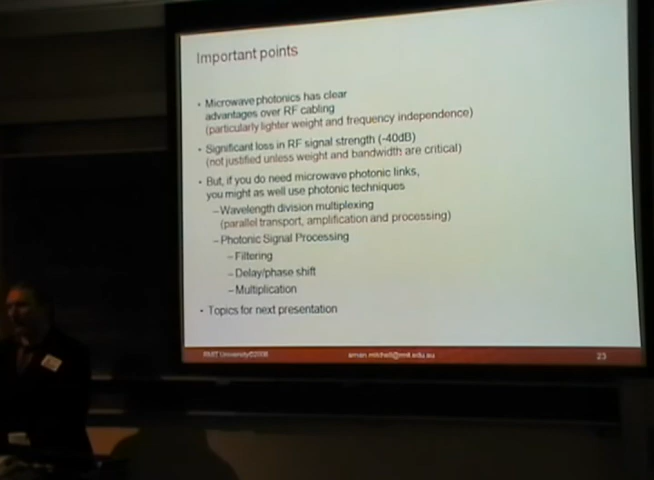 Important points
• Microwave photonics has clear
advantages over RF cabling
(particularly lighter weight and frequency independence)
• Significant loss in RF signal strength (~40dB)
(not justified unless weight and bandwidth are critical)
• But, if you do need microwave photonic links,
you might as well use photonic techniques
– Wavelength division multiplexing
(parallel transport, amplification and processing)
– Photonic Signal Processing
– Filtering
– Delay/phase shift
– Multiplication
• Topics for next presentation
RMIT University©2008
arnan.mitchell@rmit.edu.au
23